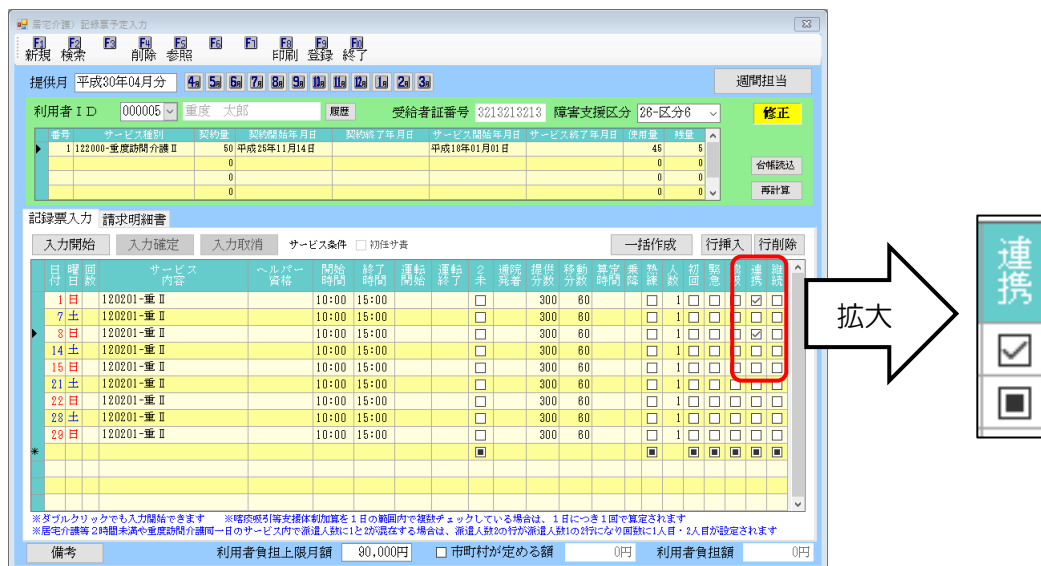 居宅介護）記録票予定入力
F1 F2 F3 F4 F5 F6 F7 F8 F9 F10
新規 検索 削除 参照 印刷 登録 終了
提供月 平成30年04月分 4月 5月 6月 7月 8月 9月 10月 11月 12月 1月 2月 3月 週間担当
利用者ＩＤ 000005 重度 太郎 履歴 受給者証番号 3213213213 障害支援区分 26-区分6 修正
番号 サービス種別 契約量 契約開始年月日 契約終了年月日 サービス開始年月日 サービス終了年月日 使用量 残量
1 122000-重度訪問介護Ⅱ 50 平成25年11月14日 平成18年01月01日 45 5
0 0 0
0 0 0
0 0 0
台帳読込
再計算
記録票入力 請求明細書
入力開始 入力確定 入力取消 サービス条件 初任サ責 一括作成 行挿入 行削除
日付 曜日 回数 サービス内容 ヘルパー資格 開始時間 終了時間 運転開始 運転終了 2未 通院発着 提供分数 移動分数 算定時間 乗降 熟練 人数 初回 緊急 連携 継続
1 日 120201-重Ⅱ 10:00 15:00 300 60 1
7 土 120201-重Ⅱ 10:00 15:00 300 60 1
8 日 120201-重Ⅱ 10:00 15:00 300 60 1
14 土 120201-重Ⅱ 10:00 15:00 300 60 1
15 日 120201-重Ⅱ 10:00 15:00 300 60 1
21 土 120201-重Ⅱ 10:00 15:00 300 60 1
22 日 120201-重Ⅱ 10:00 15:00 300 60 1
28 土 120201-重Ⅱ 10:00 15:00 300 60 1
29 日 120201-重Ⅱ 10:00 15:00 300 60 1
※ダブルクリックでも入力開始できます ※喀痰吸引等支援体制加算を１日の範囲内で複数チェックしている場合は、１日につき１回で算定されます
※居宅介護等２時間未満や重度訪問介護同一日のサービス内で派遣人数に1と2が混在する場合は、派遣人数2の行が派遣人数1の2行になり回数に1人目・2人目が設定されます
備考 利用者負担上限月額 90,000円 市町村が定める額 0円 利用者負担額 0円
拡大
連携